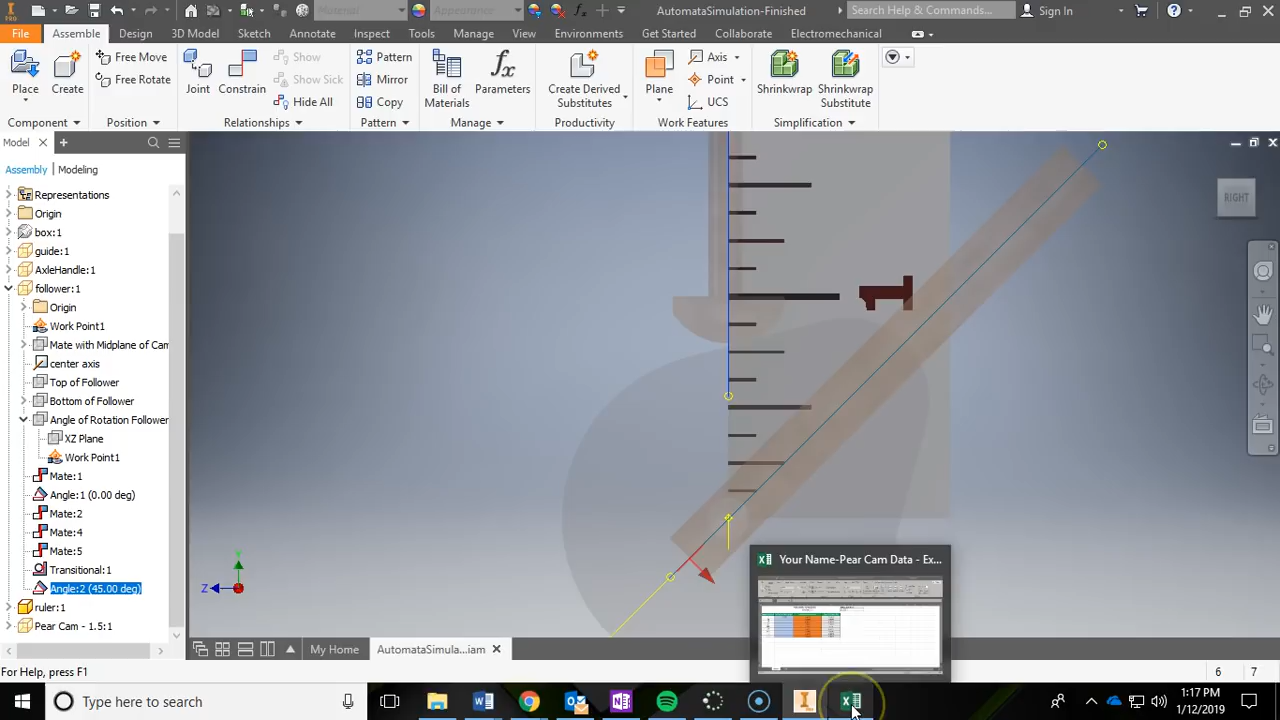 Material
Appearance
AutomataSimulation-Finished
Search Help & Commands...
Sign In
PRO
File
Assemble
Design
3D Model
Sketch
Annotate
Inspect
Tools
Manage
View
Environments
Get Started
Collaborate
Electromechanical
Place
Create
Free Move
Free Rotate
Joint
Constrain
Show
Show Sick
Hide All
Pattern
Mirror
Copy
Bill of
Materials
fx
Parameters
Create Derived
Substitutes
Plane
Axis
Point
UCS
Shrinkwrap
Shrinkwrap
Substitute
Component
Position
Relationships
Pattern
Manage
Productivity
Work Features
Simplification
Model
Assembly
Modeling
Representations
Origin
box:1
guide:1
AxleHandle:1
follower:1
Origin
Work Point1
Mate with Midplane of Cam
center axis
Top of Follower
Bottom of Follower
Angle of Rotation Follower
XZ Plane
Work Point1
Mate:1
Angle:1 (0.00 deg)
Mate:2
Mate:4
Mate:5
Transitional:1
Angle:2 (45.00 deg)
ruler:1
Pear Cam - 1.5:1
RIGHT
1
Y
Z
Your Name-Pear Cam Data - Ex...
My Home
AutomataSimula...iam
For Help, press F1
6
7
Type here to search
1:17 PM
1/12/2019